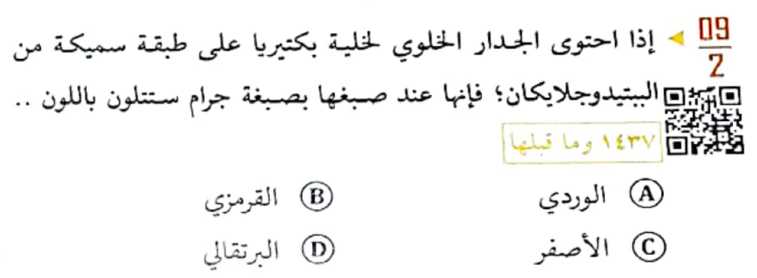 09
2
إذا احتوى الجدار الخلوي لخلية بكتيريا على طبقة سميكة من
الببتيدوجلايكان؛ فإنها عند صبغها بصبغة جرام ستتلون باللون ..
١٤٣٧ وما قبلها
A الوردي
B القرمزي
C الأصفر
D البرتقالي